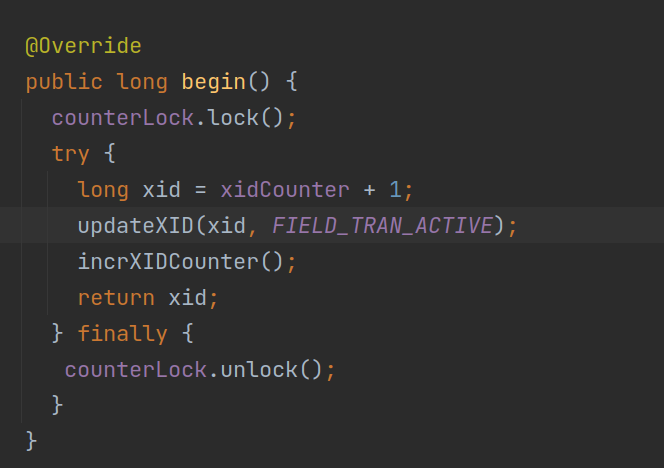 @Override
public long begin() {
  counterLock.lock();
  try {
    long xid = xidCounter + 1;
    updateXID(xid, FIELD_TRAN_ACTIVE);
    incrXIDCounter();
    return xid;
  } finally {
   counterLock.unlock();
  }
}